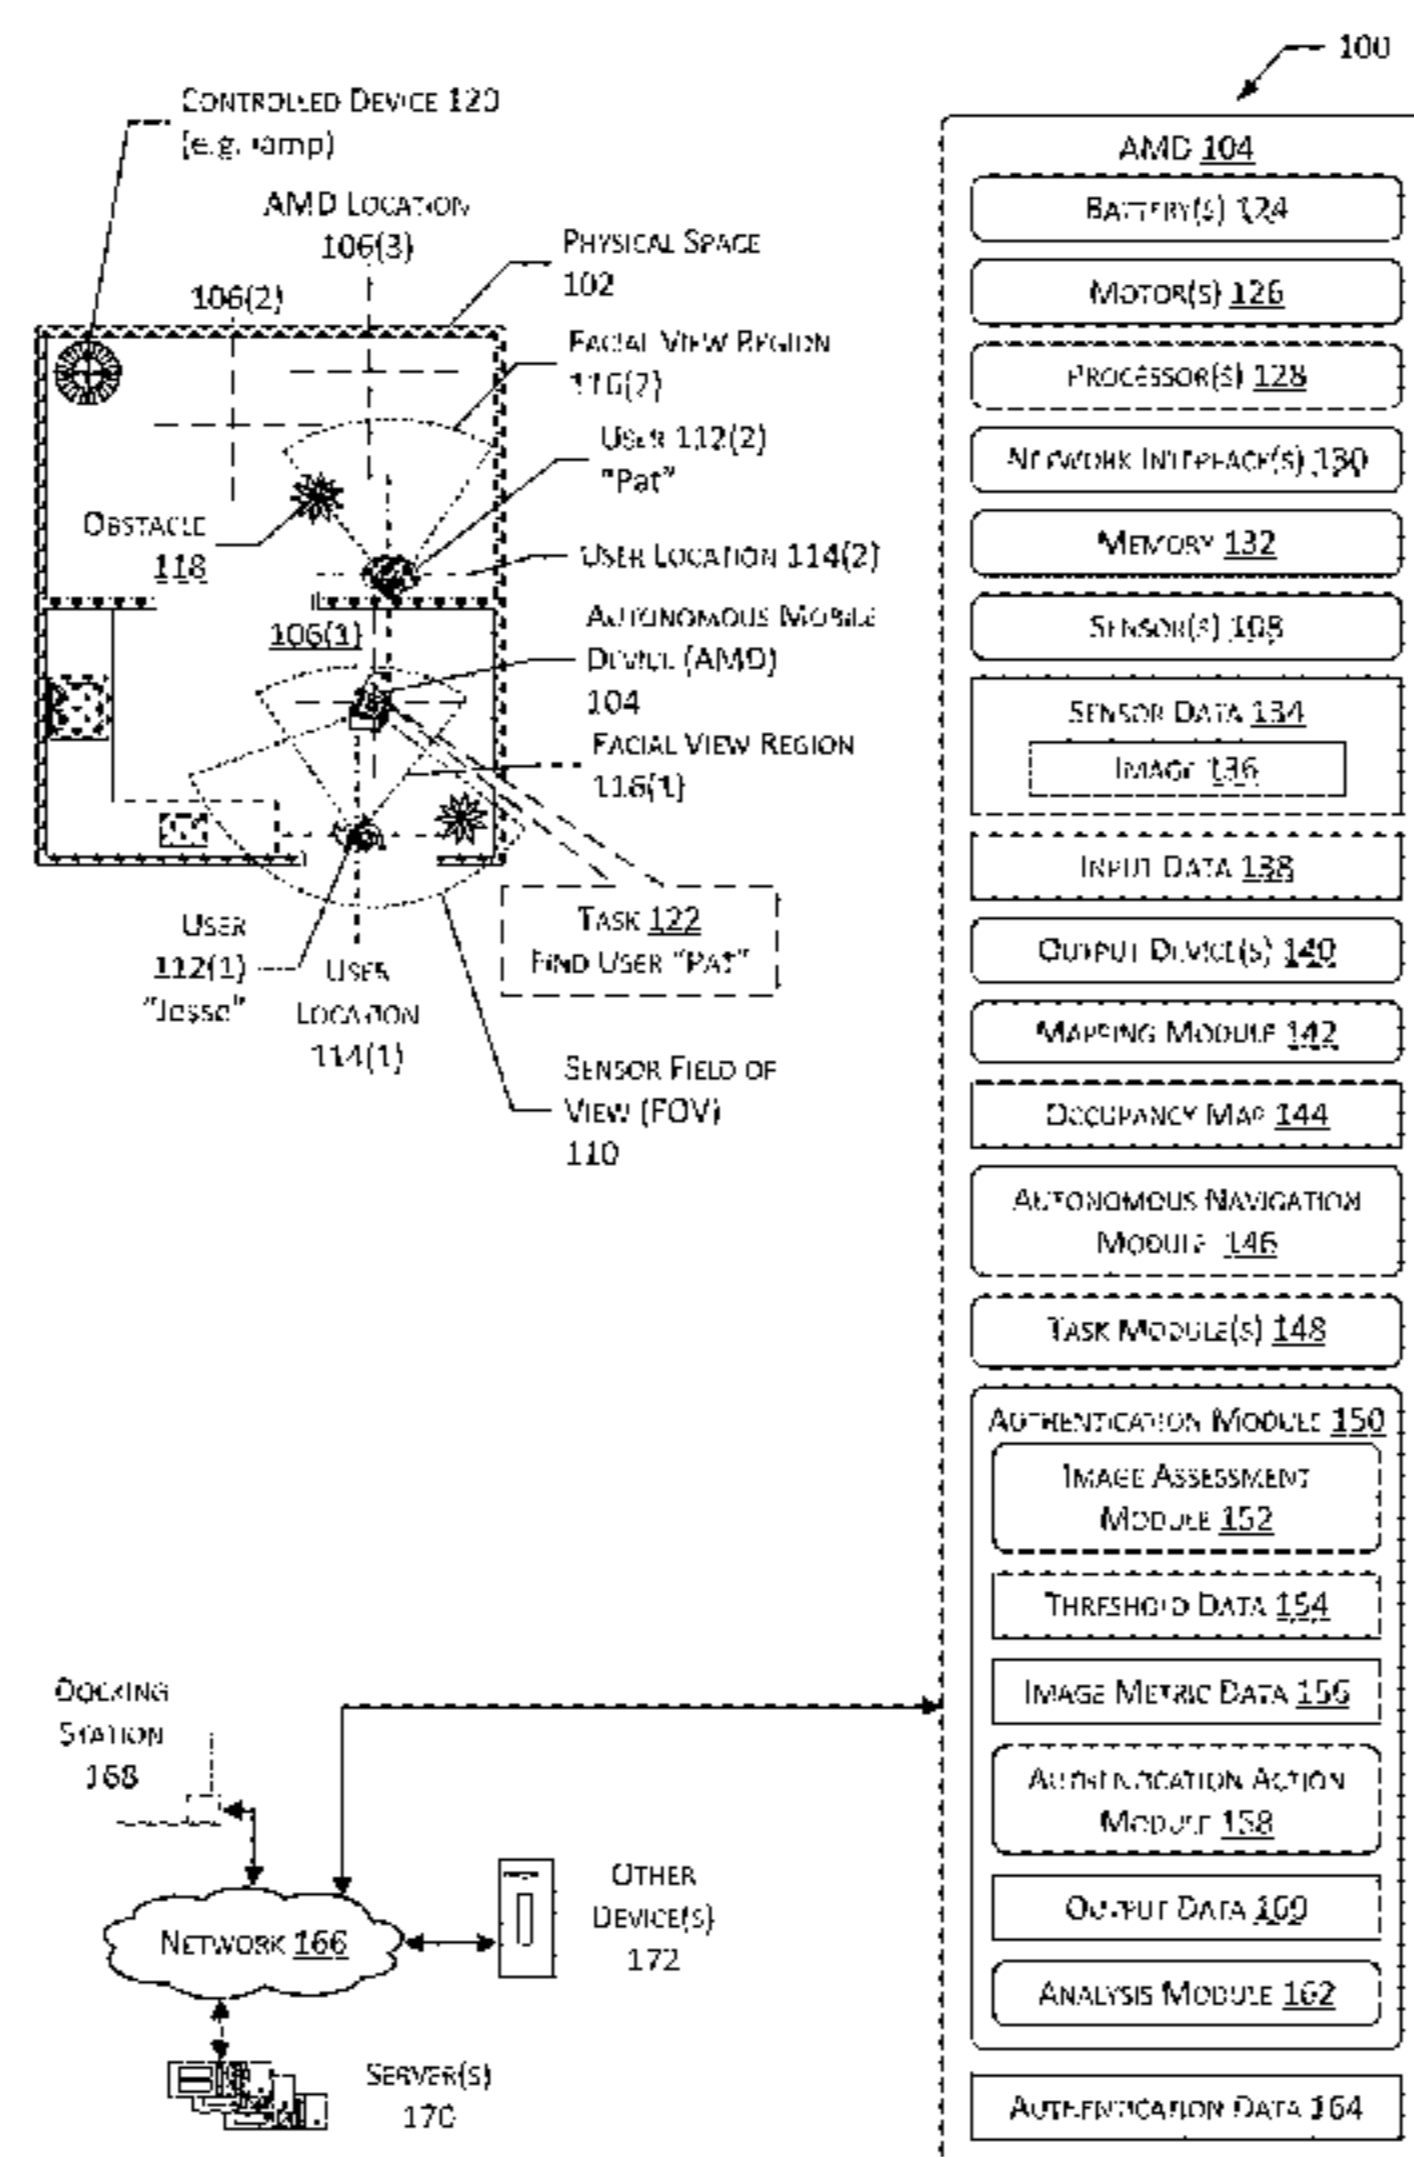 100
CONTROLLED DEVICE 120
(e.g. lamp)
AMD LOCATION
106(3)
106(2)
PHYSICAL SPACE
102
FACIAL VIEW REGION
116(2)
USER 112(2)
"Pat"
OBSTACLE
118
USER LOCATION 114(2)
106(1)
AUTONOMOUS MOBILE
DEVICE (AMD)
104
FACIAL VIEW REGION
116(1)
TASK 122
FIND USER "PAT"
USER
112(1)
"Jesse"
USER
LOCATION
114(1)
SENSOR FIELD OF
VIEW (FOV)
110
DOCKING
STATION
168
NETWORK 166
OTHER
DEVICE(S)
172
SERVER(S)
170
AMD 104
BATTERY(S) 124
MOTOR(S) 126
PROCESSOR(S) 128
NETWORK INTERFACE(S) 130
MEMORY 132
SENSOR(S) 108
SENSOR DATA 134
IMAGE 136
INPUT DATA 138
OUTPUT DEVICE(S) 140
MAPPING MODULE 142
OCCUPANCY MAP 144
AUTONOMOUS NAVIGATION
MODULE 146
TASK MODULE(S) 148
AUTHENTICATION MODULE 150
IMAGE ASSESSMENT
MODULE 152
THRESHOLD DATA 154
IMAGE METRIC DATA 156
AUTHENTICATION ACTION
MODULE 158
OUTPUT DATA 160
ANALYSIS MODULE 162
AUTHENTICATION DATA 164